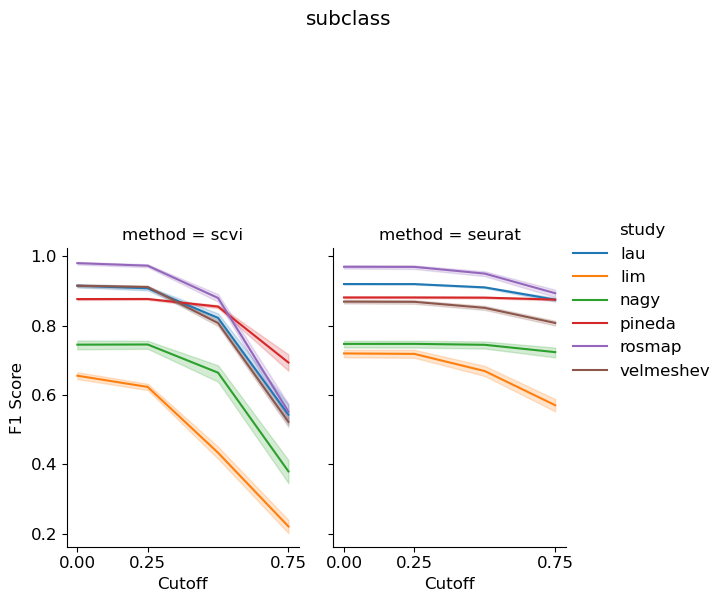 subclass
method = scvi
method = seurat
study
lau
lim
nagy
pineda
rosmap
velmeshev
F1 Score
1.0
0.8
0.6
0.4
0.2
0.00 0.25 0.75
0.00 0.25 0.75
Cutoff
Cutoff